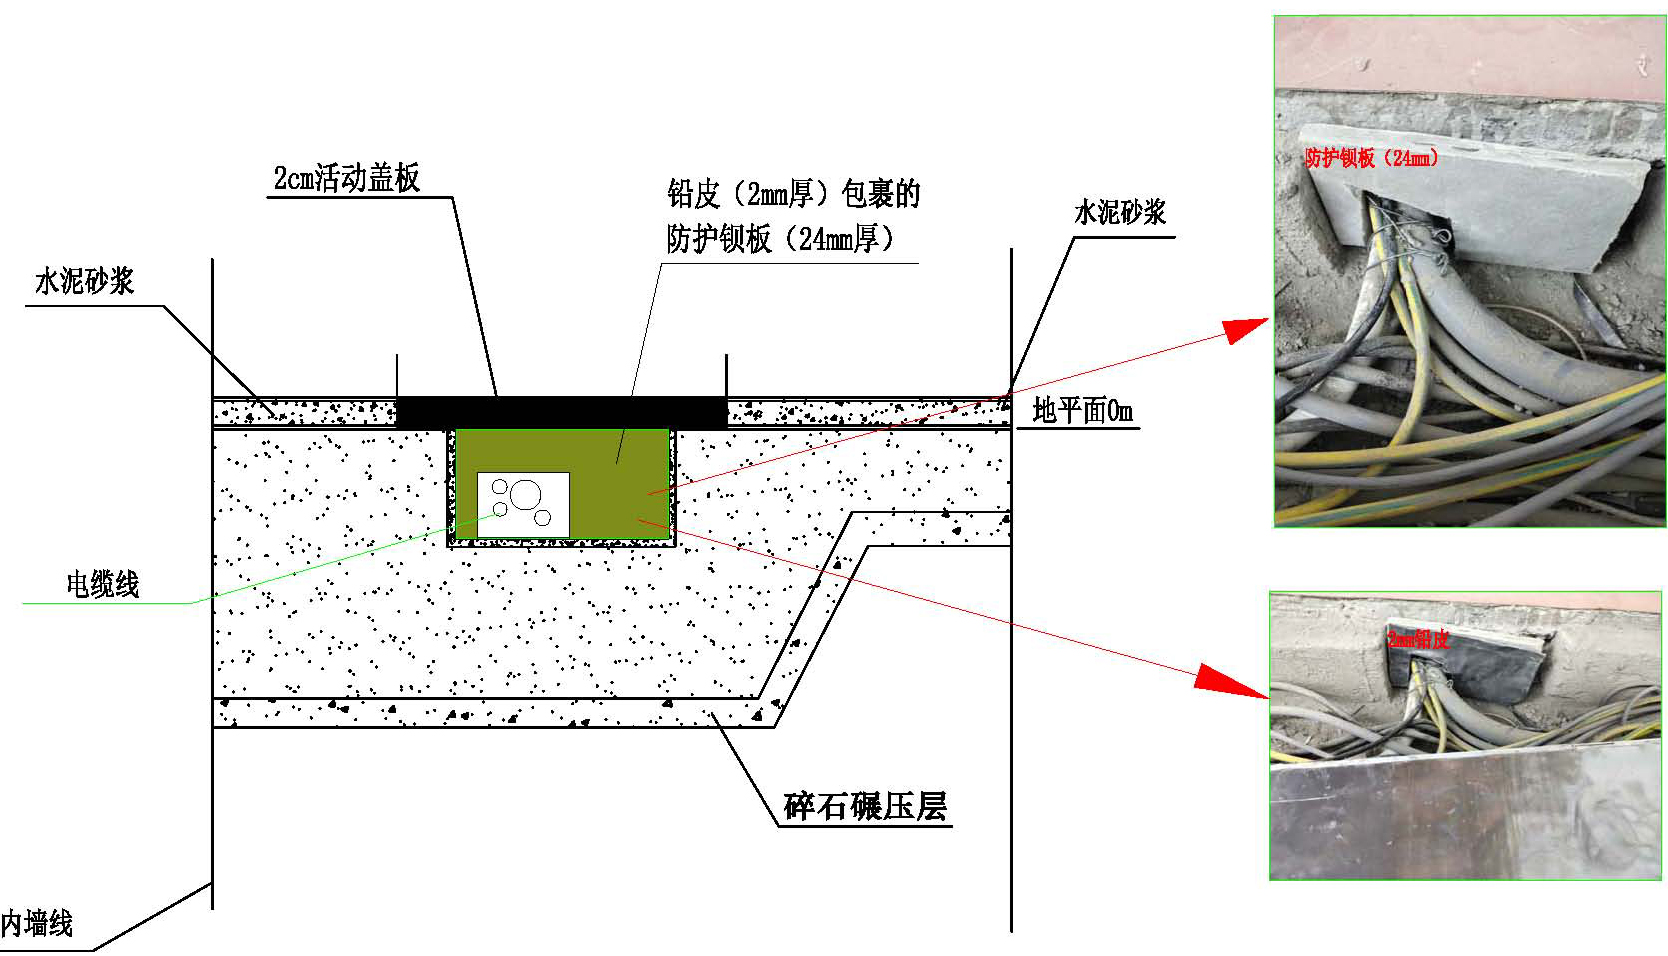 2cm活动盖板
铅皮（2mm厚）包裹的
防护钡板（24mm厚）
水泥砂浆
水泥砂浆
地平面0m
电缆线
碎石碾压层
内墙线
防护钡板（24mm）
2mm铅皮